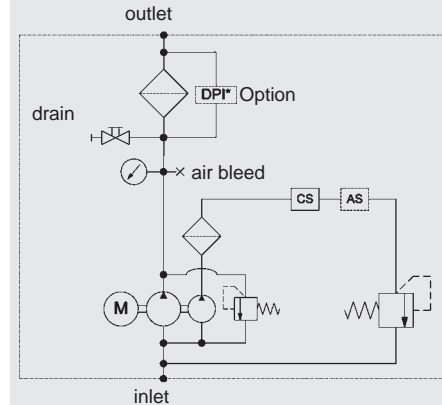 outlet
DPI* Option
drain
air bleed
CS AS
M
inlet